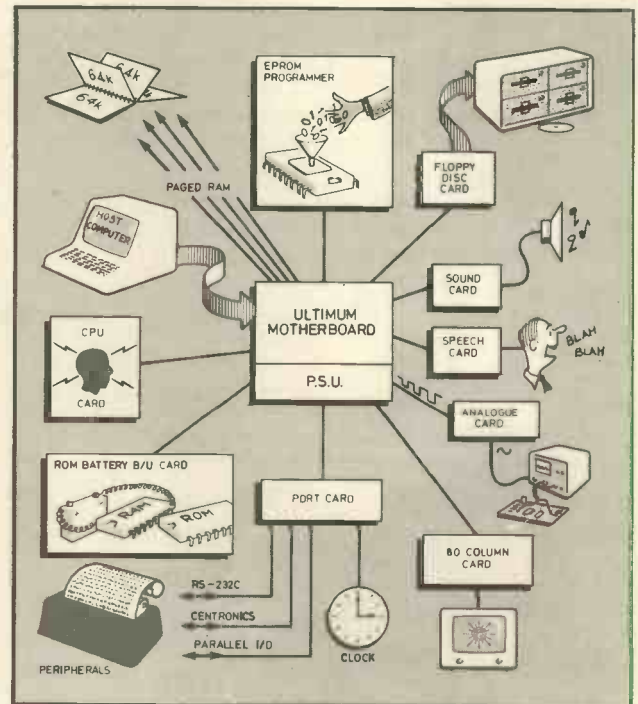 64k
64k
64k
64k
PAGED RAM
EPROM
PROGRAMMER
FLOPPY
DISC
CARD
HOST
COMPUTER
ULTIMUM
MOTHERBOARD
P.S.U.
SOUND
CARD
SPEECH
CARD
BLAH
BLAH
ANALOGUE
CARD
CPU
CARD
ROM BATTERY B/U CARD
RAM
ROM
PORT CARD
80 COLUMN
CARD
RS-232C
CENTRONICS
PARALLEL I/O
PERIPHERALS
CLOCK